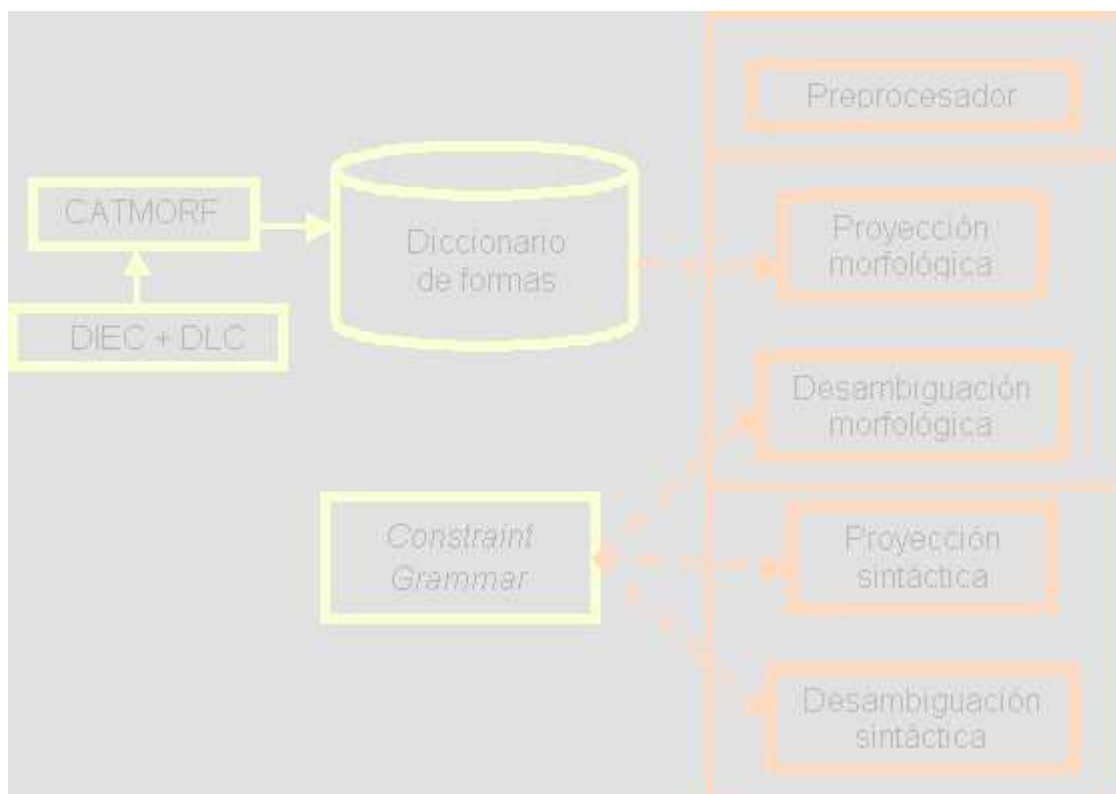 Preprocesador
CATMORF
Diccionario
de formas
Proyección
morfológica
DIEC + DLC
Desambiguación
morfológica
Constraint
Grammar
Proyección
sintáctica
Desambiguación
sintáctica